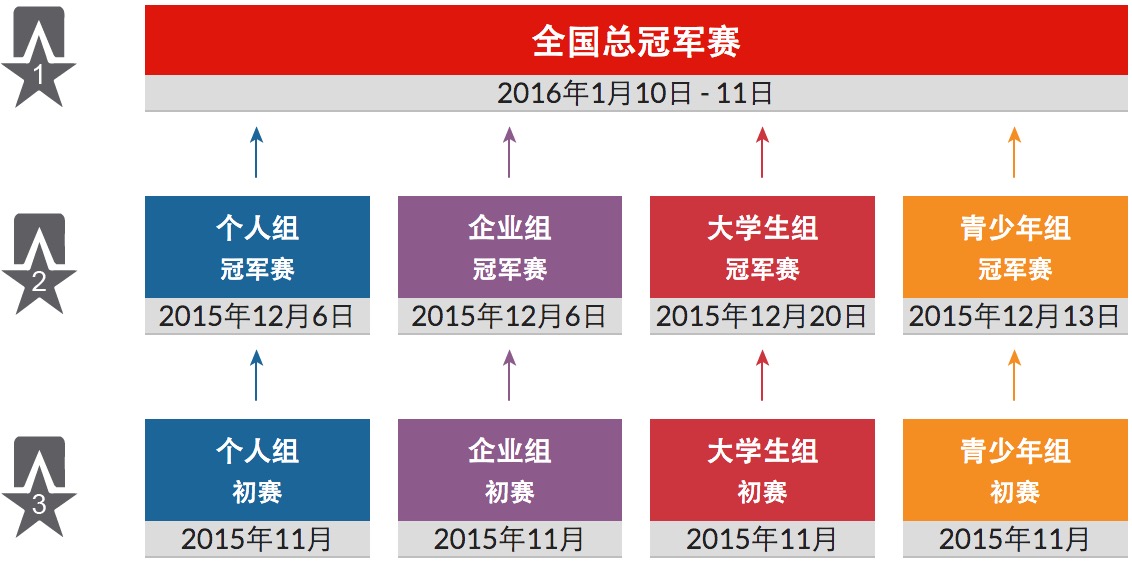 1
全国总冠军赛
2016年1月10日 - 11日
2
个人组
冠军赛
2015年12月6日
企业组
冠军赛
2015年12月6日
大学生组
冠军赛
2015年12月20日
青少年组
冠军赛
2015年12月13日
3
个人组
初赛
2015年11月
企业组
初赛
2015年11月
大学生组
初赛
2015年11月
青少年组
初赛
2015年11月